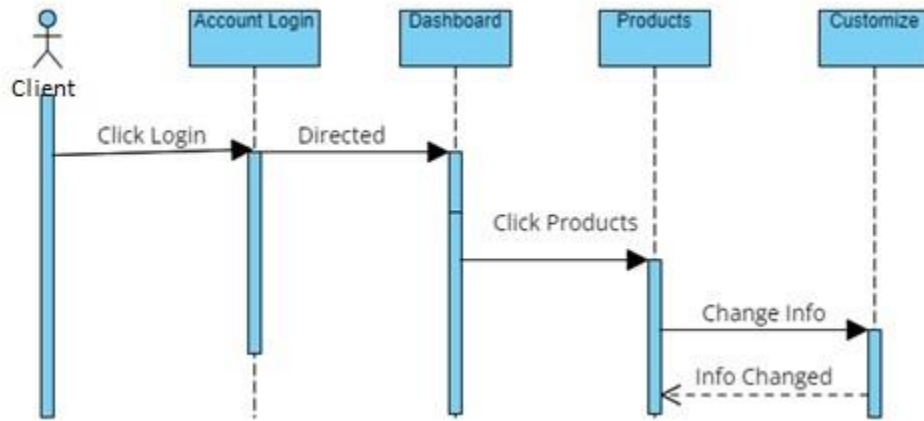 Account Login
Dashboard
Products
Customize
Client
Click Login
Directed
Click Products
Change Info
Info Changed